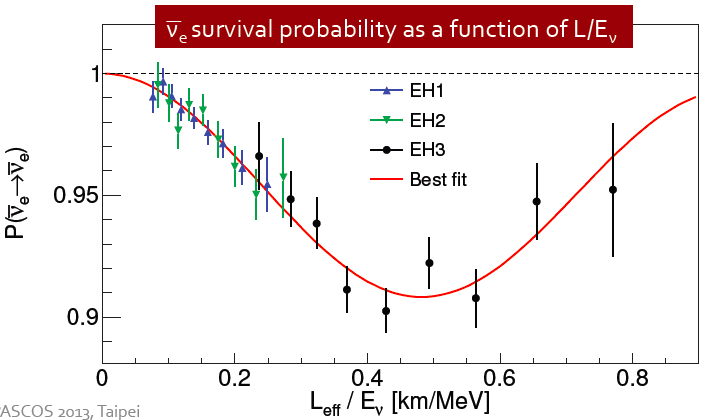 ν̅e survival probability as a function of L/Eν
1
0.95
0.9
P(ν̅e→ν̅e)
EH1
EH2
EH3
Best fit
0
0.2
0.4
0.6
0.8
Leff / Eν [km/MeV]
ASCOS 2013, Taipei